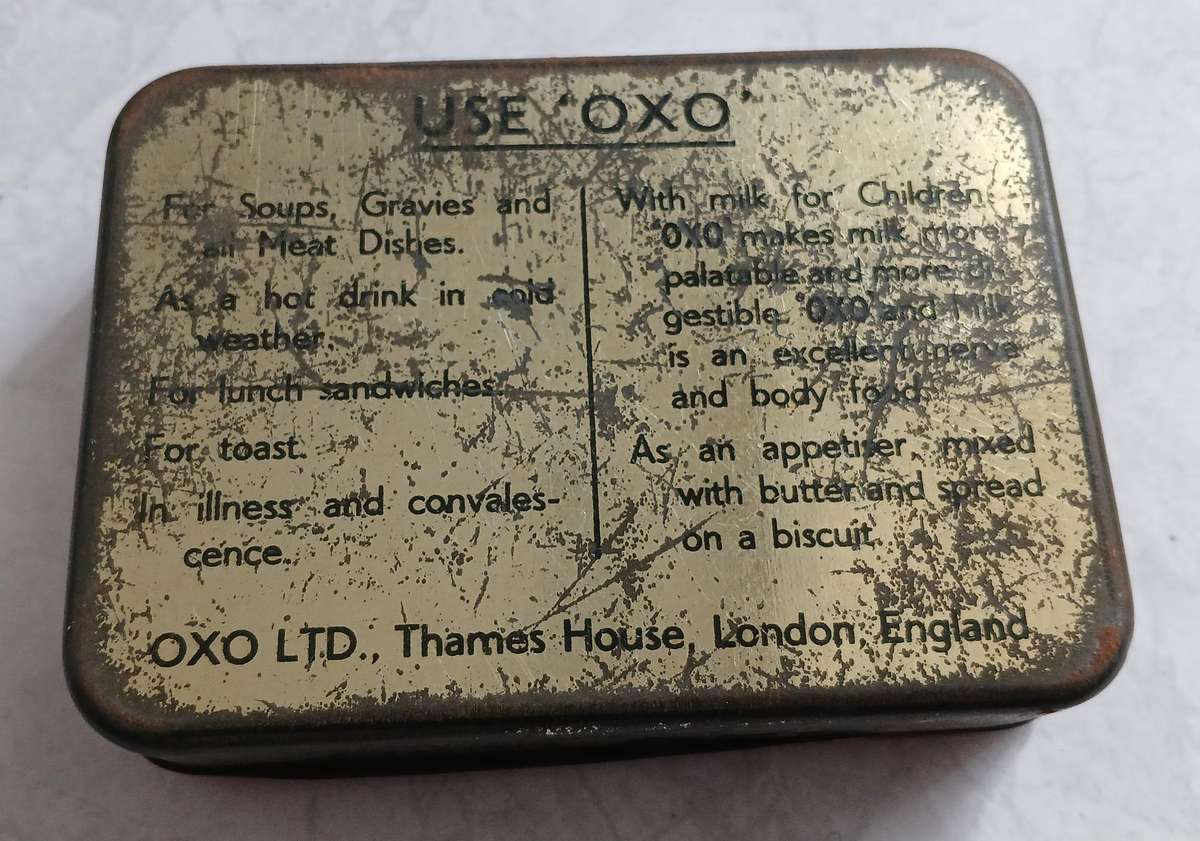 USE 'OXO'
For Soups, Gravies and
all Meat Dishes.
As a hot drink in cold
weather.
For lunch sandwiches.
For toast.
In illness and convales-
cence.
With milk for Children
'OXO' makes milk more
palatable and more di-
gestible. 'OXO' and Milk
is an excellent nerve
and body food.
As an appetiser, mixed
with butter and spread
on a biscuit.
OXO LTD., Thames House, London, England